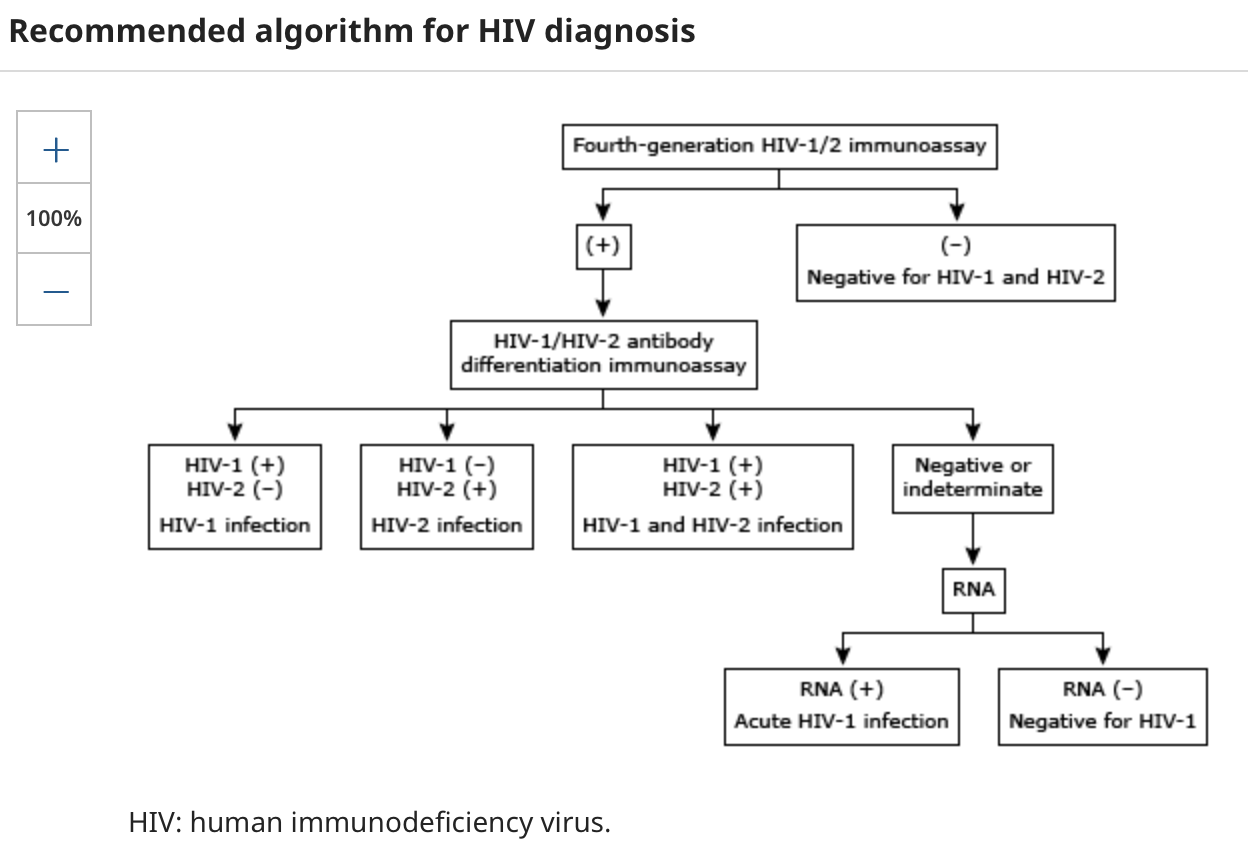 Recommended algorithm for HIV diagnosis
+
100%
−
Fourth-generation HIV-1/2 immunoassay
(+)
(−)
Negative for HIV-1 and HIV-2
HIV-1/HIV-2 antibody
differentiation immunoassay
HIV-1 (+)
HIV-2 (−)
HIV-1 infection
HIV-1 (−)
HIV-2 (+)
HIV-2 infection
HIV-1 (+)
HIV-2 (+)
HIV-1 and HIV-2 infection
Negative or
indeterminate
RNA
RNA (+)
Acute HIV-1 infection
RNA (−)
Negative for HIV-1
HIV: human immunodeficiency virus.